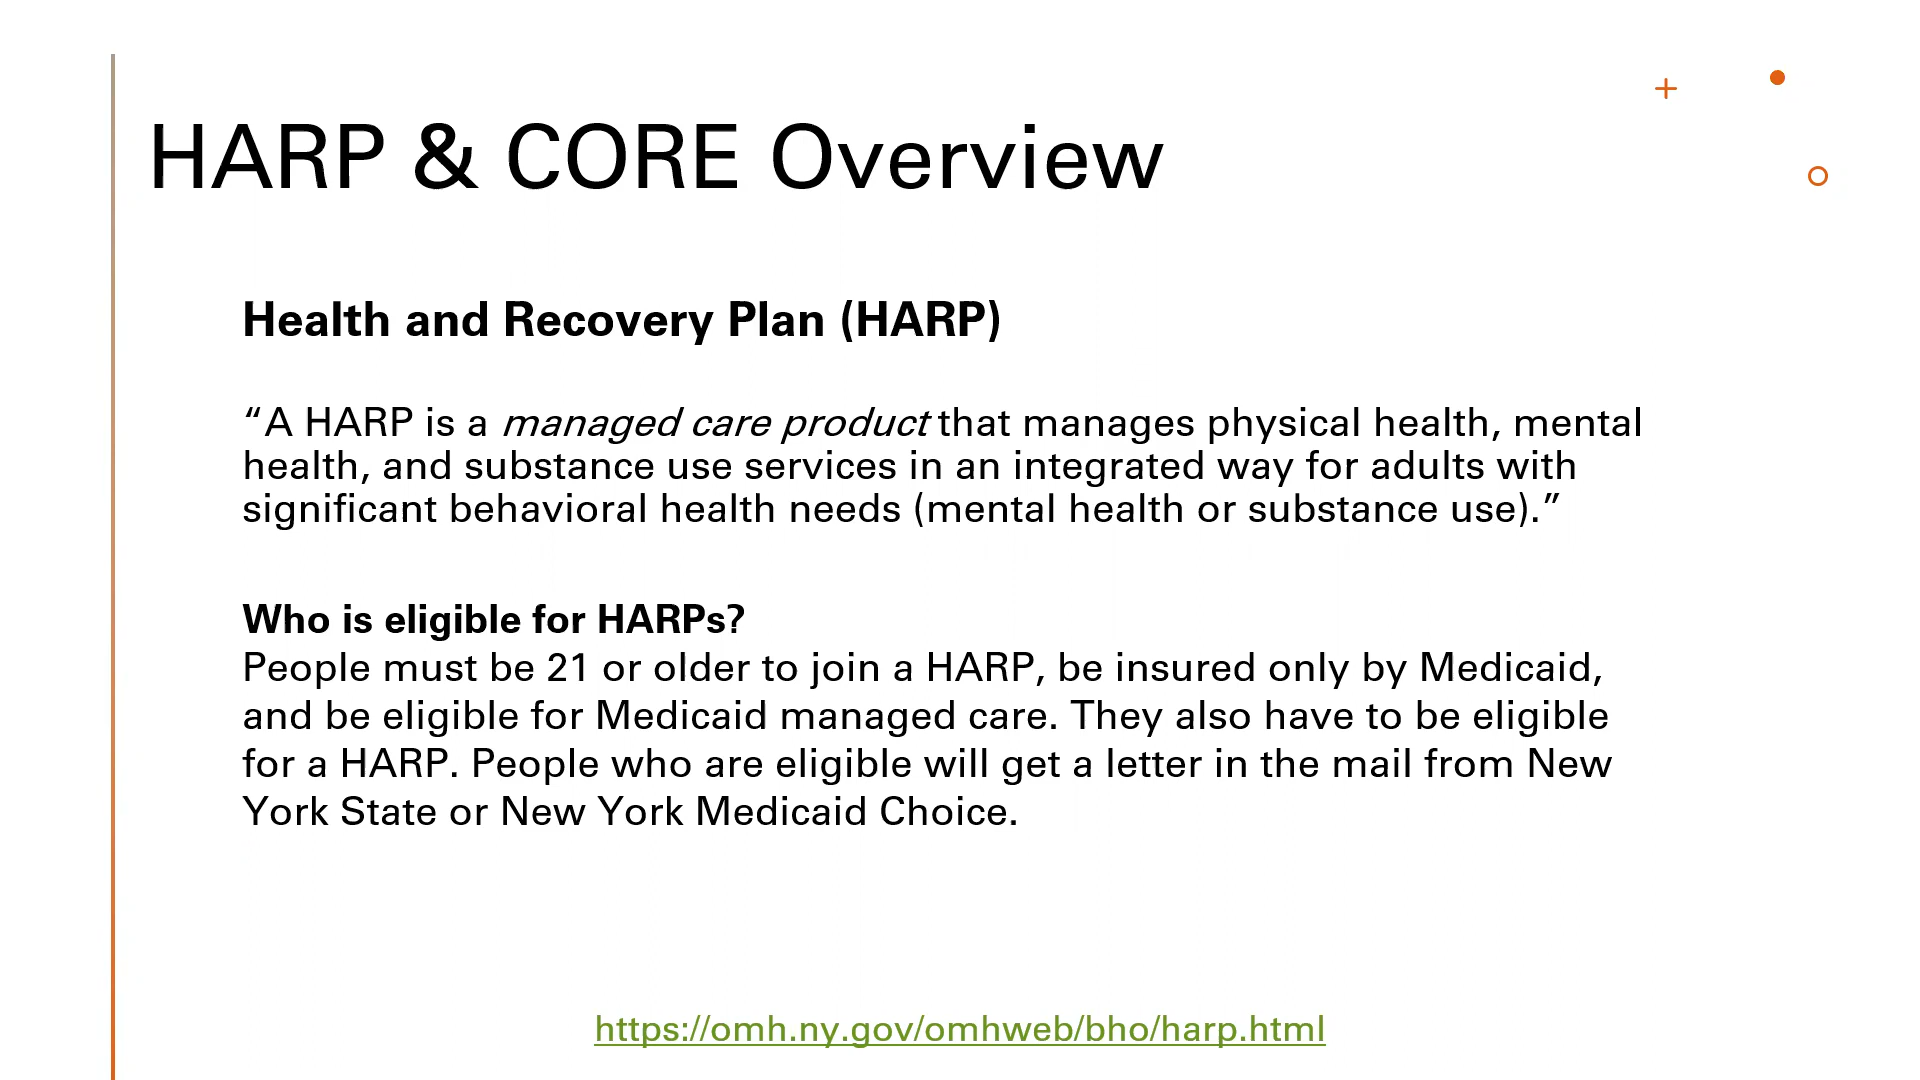 HARP & CORE Overview
Health and Recovery Plan (HARP)
“A HARP is a managed care product that manages physical health, mental
health, and substance use services in an integrated way for adults with
significant behavioral health needs (mental health or substance use).”
Who is eligible for HARPs?
People must be 21 or older to join a HARP, be insured only by Medicaid,
and be eligible for Medicaid managed care. They also have to be eligible
for a HARP. People who are eligible will get a letter in the mail from New
York State or New York Medicaid Choice.
https://omh.ny.gov/omhweb/bho/harp.html